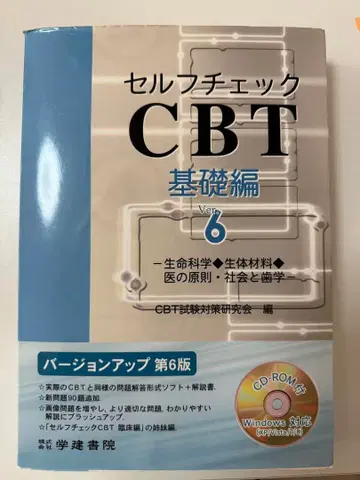 セルフチェック
CBT
基礎編
Ver.
6
－生命科学◆生体材料◆
医の原則・社会と歯学－
CBT試験対策研究会　編
バージョンアップ 第6版
☆実際のCBTと同様の問題解答形式ソフト＋解説書.
☆新問題90題追加.
☆画像問題を増やし，より適切な問題，わかりやすい
解説にブラッシュアップ.
☆「セルフチェックCBT 臨床編」の姉妹編.
CD-ROM付
Windows 対応
株式会社 学建書院